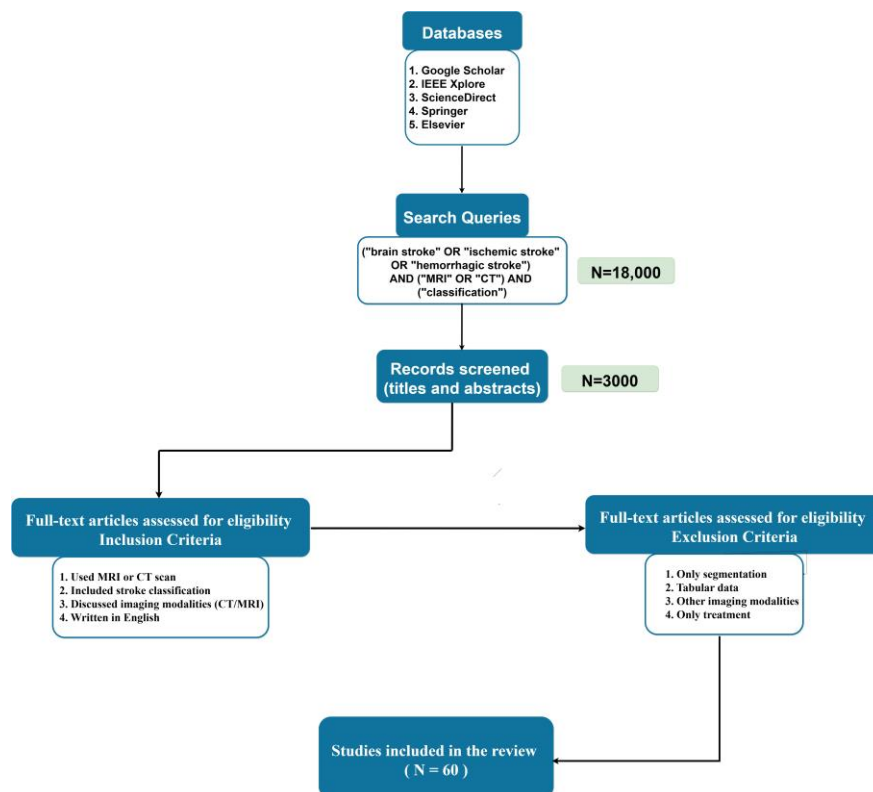 Databases
1. Google Scholar
2. IEEE Xplore
3. ScienceDirect
4. Springer
5. Elsevier
Search Queries
("brain stroke" OR "ischemic stroke"
OR "hemorrhagic stroke")
AND ("MRI" OR "CT") AND
("classification")
N=18,000
Records screened
(titles and abstracts)
N=3000
Full-text articles assessed for eligibility
Inclusion Criteria
1. Used MRI or CT scan
2. Included stroke classification
3. Discussed imaging modalities (CT/MRI)
4. Written in English
Full-text articles assessed for eligibility
Exclusion Criteria
1. Only segmentation
2. Tabular data
3. Other imaging modalities
4. Only treatment
Studies included in the review
( N = 60 )